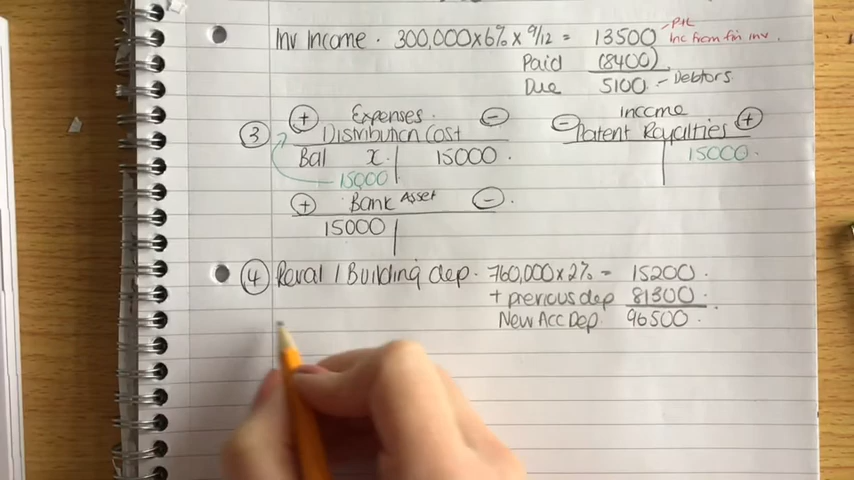 Inv Income. 300,000×6%×9/12 = 13500 - P+L
Inc from fin inv.
Paid (8400)
Due 5100 - Debtors
③ ⊕ Expenses. ⊖
Distribution Cost
Bal x. 15000.
15000
income
⊖ Patent Royalties ⊕
15000.
⊕ Bank Asset ⊖.
15000
④ Reval / Building dep. 760,000×2% = 15200.
+ previous dep 81300.
New Acc Dep. 96500.